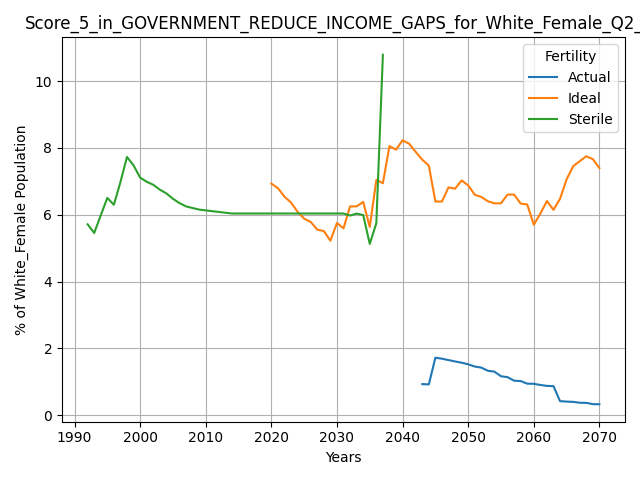 Score_5_in_GOVERNMENT_REDUCE_INCOME_GAPS_for_White_Female_Q2_
Fertility
Actual
Ideal
Sterile
% of White_Female Population
10
8
6
4
2
0
1990 2000 2010 2020 2030 2040 2050 2060 2070
Years